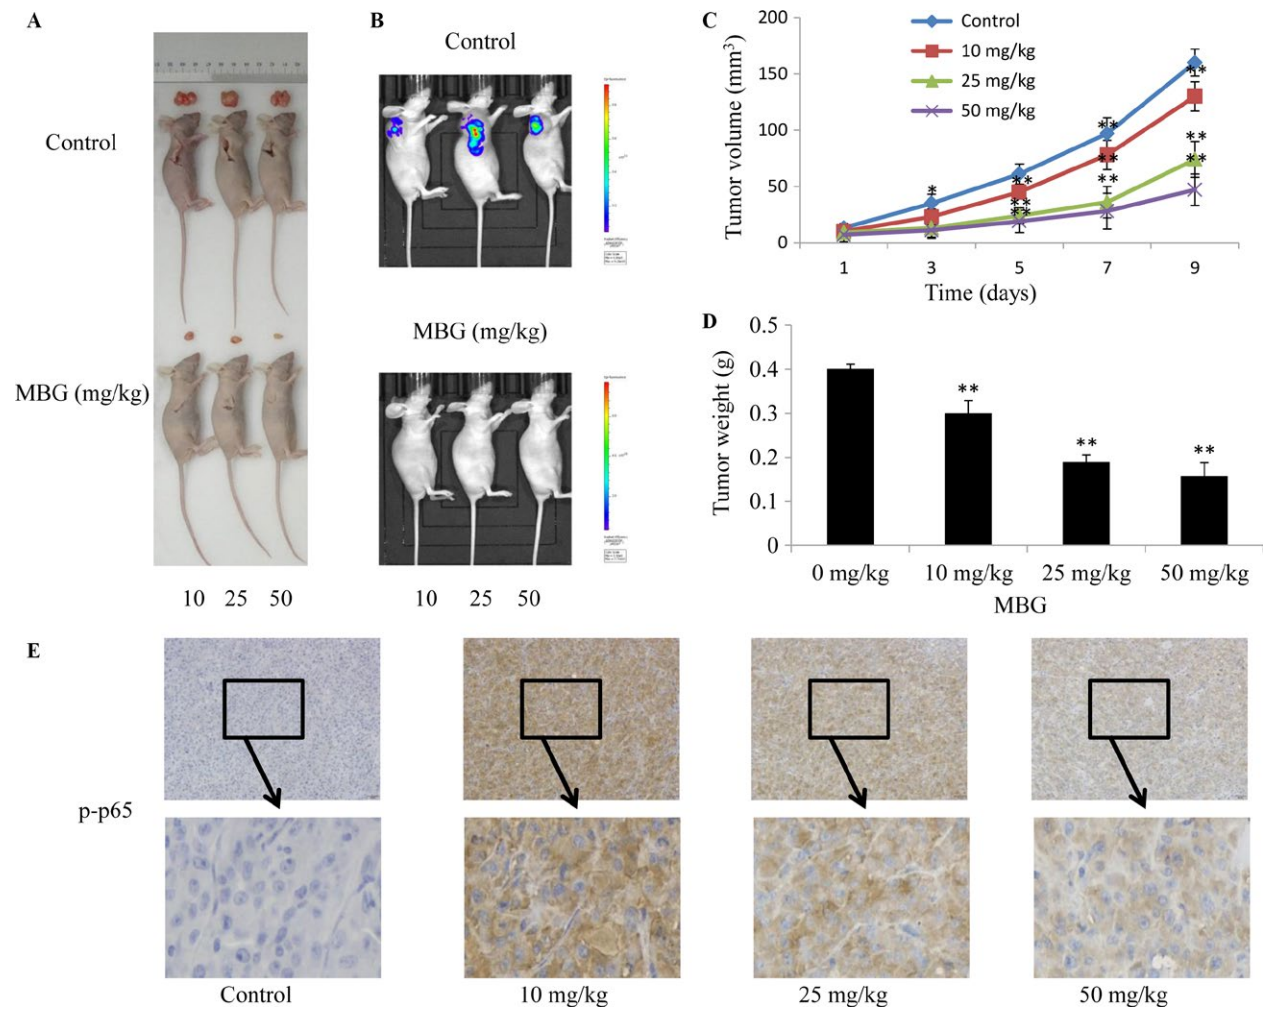 A
Control
MBG (mg/kg)
10 25 50
B
Control
MBG (mg/kg)
10 25 50
C
Control
10 mg/kg
25 mg/kg
50 mg/kg
Tumor volume (mm³)
200
150
100
50
0
**
**
**
**
**
**
*
**
**
**
1 3 5 7 9
Time (days)
D
Tumor weight (g)
0.5
0.4
0.3
0.2
0.1
0
**
**
**
0 mg/kg 10 mg/kg 25 mg/kg 50 mg/kg
MBG
E
p-p65
Control 10 mg/kg 25 mg/kg 50 mg/kg